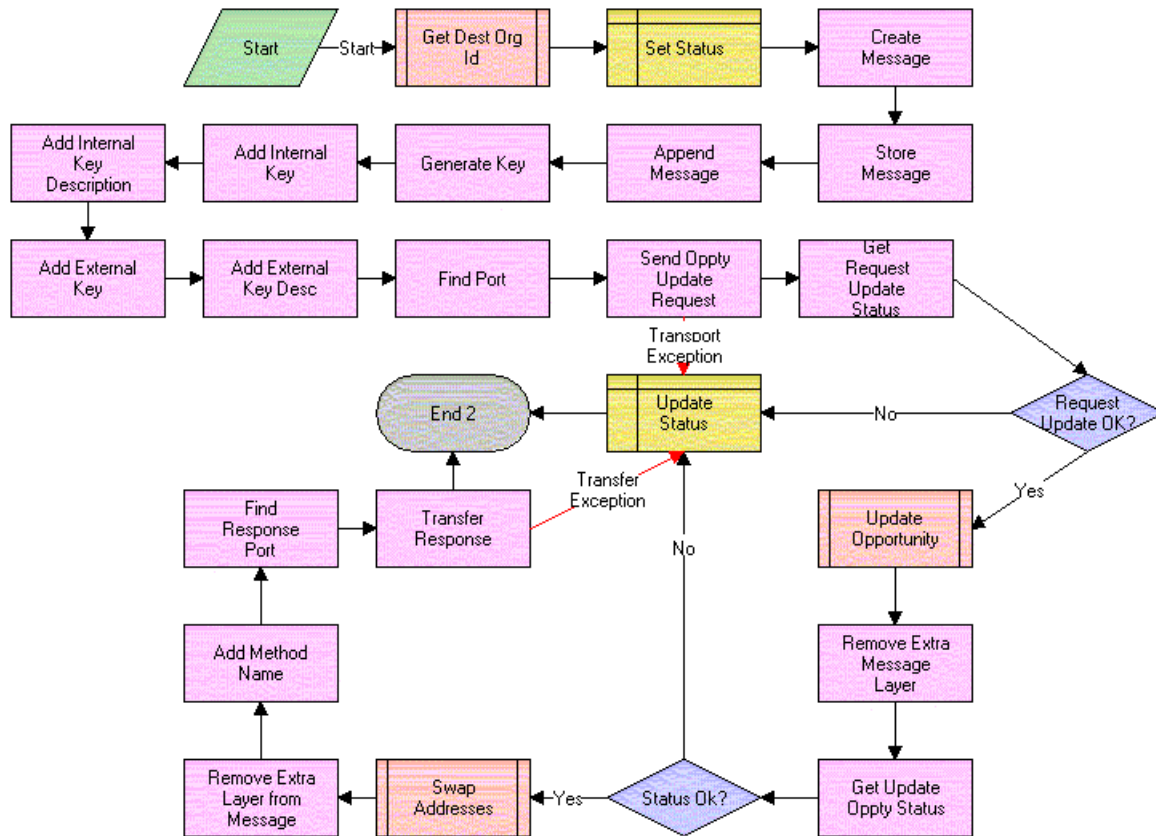 Start
Start
Get Dest Org
Id
Set Status
Create
Message
Add Internal
Key
Description
Add Internal
Key
Generate Key
Append
Message
Store
Message
Add External
Key
Add External
Key Desc
Find Port
Send Oppty
Update
Request
Get
Request
Update
Status
Transport
Exception
End 2
Update
Status
No
Request
Update OK?
Transfer
Exception
Yes
Find
Response
Port
Transfer
Response
No
Update
Opportunity
Add Method
Name
Remove Extra
Message
Layer
Remove Extra
Layer from
Message
Swap
Addresses
Yes
Status Ok?
Get Update
Oppty Status